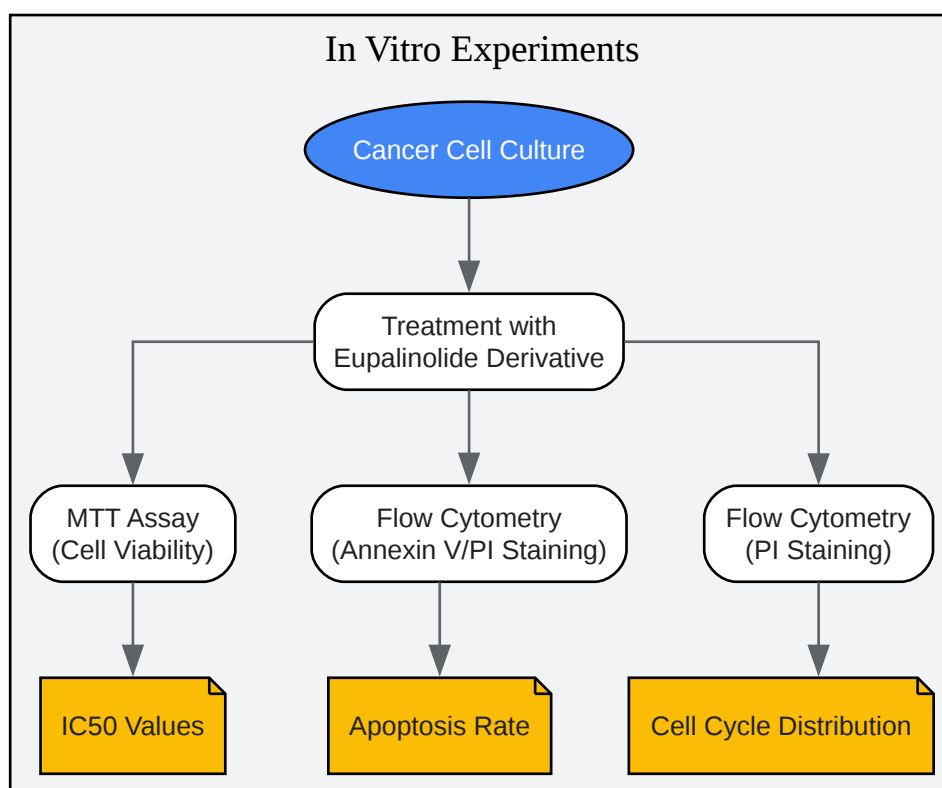 In Vitro Experiments
Cancer Cell Culture
Treatment with
Eupalinolide Derivative
MTT Assay
(Cell Viability)
Flow Cytometry
(Annexin V/PI Staining)
Flow Cytometry
(PI Staining)
IC50 Values
Apoptosis Rate
Cell Cycle Distribution